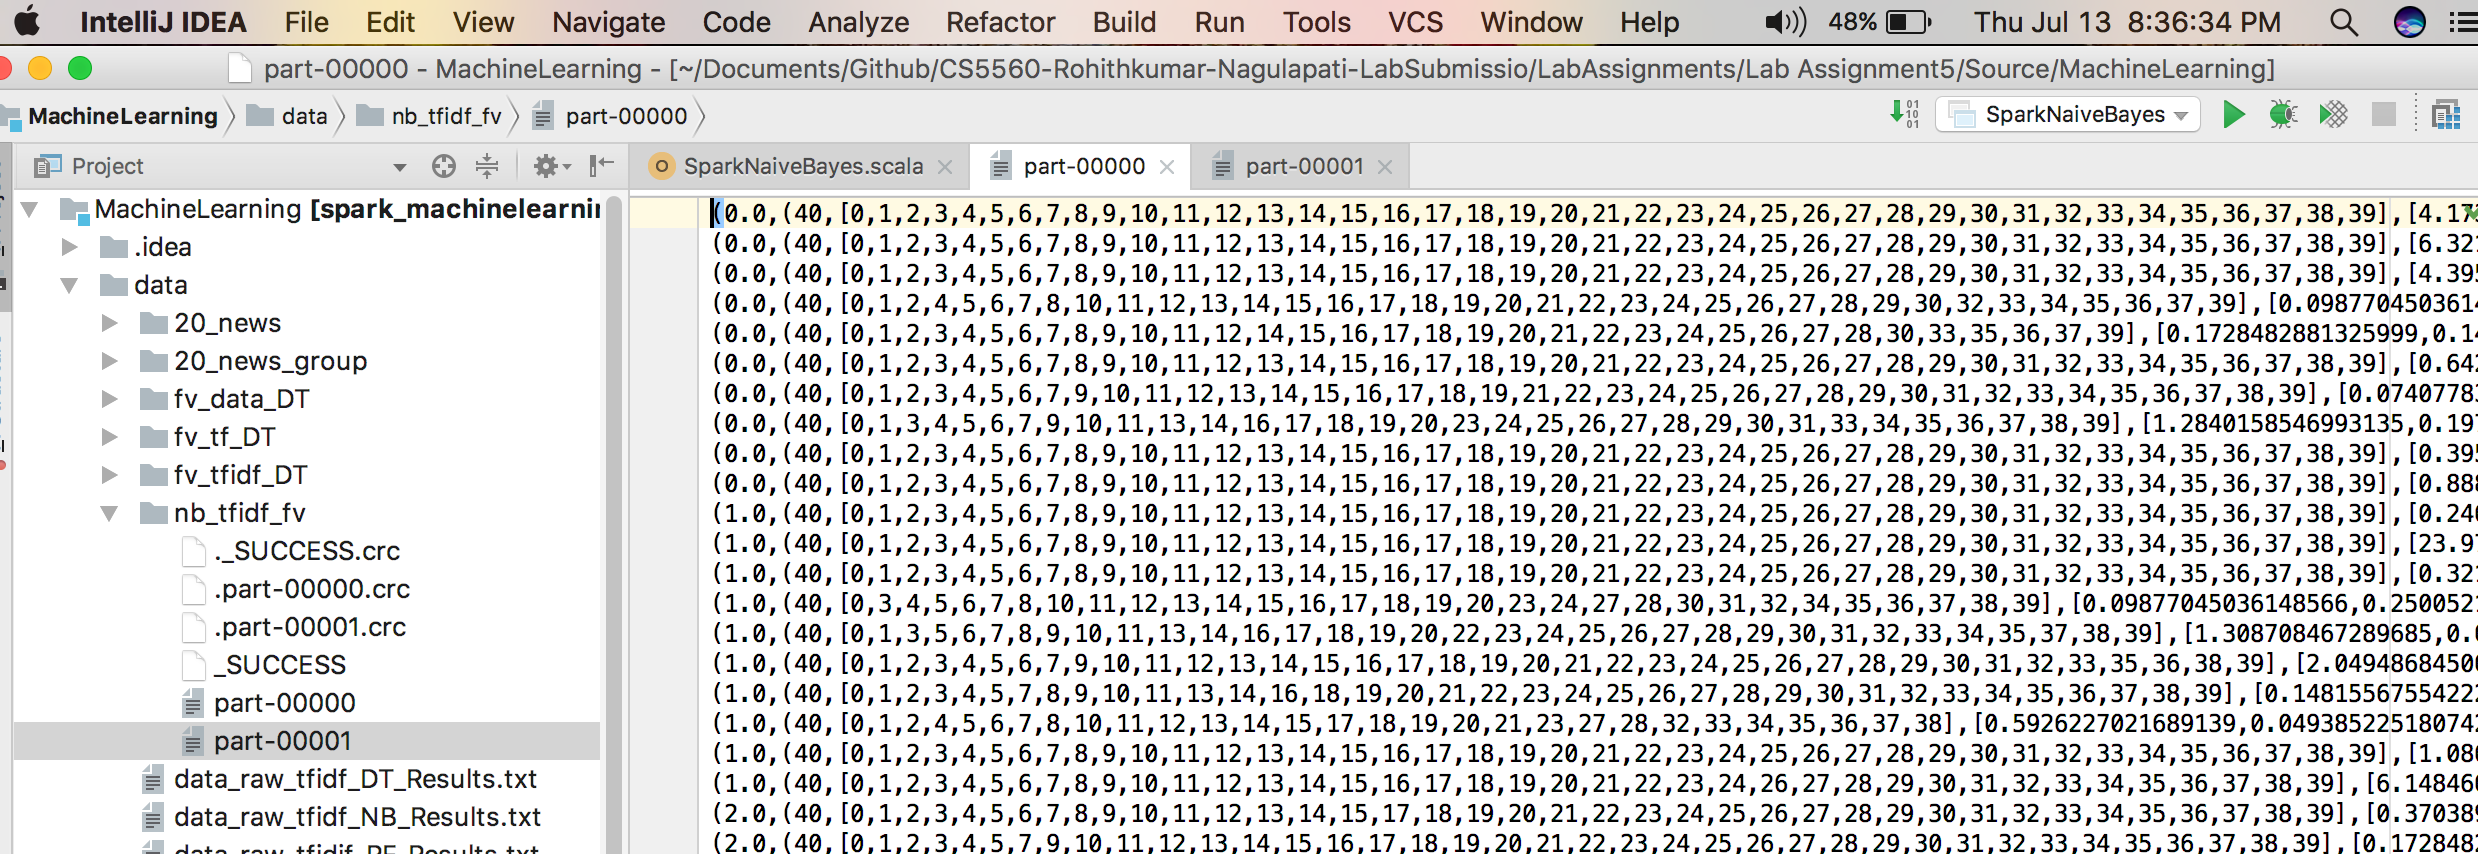 IntelliJ IDEA File Edit View Navigate Code Analyze Refactor Build Run Tools VCS Window Help 48% Thu Jul 13 8:36:34 PM
part-00000 - MachineLearning - [~/Documents/Github/CS5560-Rohithkumar-Nagulapati-LabSubmissio/LabAssignments/Lab Assignment5/Source/MachineLearning]
MachineLearning data nb_tfidf_fv part-00000 SparkNaiveBayes
Project
SparkNaiveBayes.scala part-00000 part-00001
MachineLearning [spark_machinelearnin
.idea
data
20_news
20_news_group
fv_data_DT
fv_tf_DT
fv_tfidf_DT
nb_tfidf_fv
._SUCCESS.crc
.part-00000.crc
.part-00001.crc
_SUCCESS
part-00000
part-00001
data_raw_tfidf_DT_Results.txt
data_raw_tfidf_NB_Results.txt
(0.0,(40,[0,1,2,3,4,5,6,7,8,9,10,11,12,13,14,15,16,17,18,19,20,21,22,23,24,25,26,27,28,29,30,31,32,33,34,35,36,37,38,39],[4.17
(0.0,(40,[0,1,2,3,4,5,6,7,8,9,10,11,12,13,14,15,16,17,18,19,20,21,22,23,24,25,26,27,28,29,30,31,32,33,34,35,36,37,38,39],[6.321
(0.0,(40,[0,1,2,3,4,5,6,7,8,9,10,11,12,13,14,15,16,17,18,19,20,21,22,23,24,25,26,27,28,29,30,31,32,33,34,35,36,37,38,39],[4.395
(0.0,(40,[0,1,2,4,5,6,7,8,10,11,12,13,14,15,16,17,18,19,20,21,22,23,24,25,26,27,28,29,30,32,33,34,35,36,37,39],[0.0987704503614
(0.0,(40,[0,1,2,3,4,5,6,7,8,9,10,11,12,14,15,16,17,18,19,20,21,22,23,24,25,26,27,28,30,33,35,36,37,39],[0.1728482881325999,0.14
(0.0,(40,[0,1,2,3,4,5,6,7,8,9,10,11,12,13,14,15,16,17,18,19,20,21,22,23,24,25,26,27,28,29,30,31,32,33,34,35,36,37,38,39],[0.642
(0.0,(40,[0,1,2,3,4,5,6,7,9,10,11,12,13,14,15,16,17,18,19,21,22,23,24,25,26,27,28,29,30,31,32,33,34,35,36,37,38,39],[0.07407783
(0.0,(40,[0,1,3,4,5,6,7,9,10,11,13,14,16,17,18,19,20,23,24,25,26,27,28,29,30,31,33,34,35,36,37,38,39],[1.2840158546993135,0.197
(0.0,(40,[0,1,2,3,4,5,6,7,8,9,10,11,12,13,14,15,16,17,18,19,20,21,22,23,24,25,26,27,28,29,30,31,32,33,34,35,36,37,38,39],[0.395
(0.0,(40,[0,1,2,3,4,5,6,7,8,9,10,11,12,13,14,15,16,17,18,19,20,21,22,23,24,25,26,27,28,29,30,31,32,33,34,35,36,37,38,39],[0.888
(1.0,(40,[0,1,2,3,4,5,6,7,8,9,10,11,12,13,14,15,16,17,18,19,20,21,22,23,24,25,26,27,28,29,30,31,32,33,34,35,36,37,38,39],[0.240
(1.0,(40,[0,1,2,3,4,5,6,7,8,9,10,11,12,13,14,15,16,17,18,19,20,21,22,23,24,25,26,27,28,29,30,31,32,33,34,35,36,37,38,39],[23.97
(1.0,(40,[0,1,2,3,4,5,6,7,8,9,10,11,12,13,14,15,16,17,18,19,20,21,22,23,24,25,26,27,28,29,30,31,32,33,34,35,36,37,38,39],[0.321
(1.0,(40,[0,3,4,5,6,7,8,10,11,12,13,14,15,16,17,18,19,20,23,24,27,28,30,31,32,34,35,36,37,38,39],[0.09877045036148566,0.2500521
(1.0,(40,[0,1,3,5,6,7,8,9,10,11,13,14,16,17,18,19,20,22,23,24,25,26,27,28,29,30,31,32,33,34,35,37,38,39],[1.308708467289685,0.0
(1.0,(40,[0,1,2,3,4,5,6,7,9,10,11,12,13,14,15,16,17,18,19,20,21,22,23,24,25,26,27,28,29,30,31,32,33,35,36,38,39],[2.04948684500
(1.0,(40,[0,1,2,3,4,5,7,8,9,10,11,13,14,16,18,19,20,21,22,23,24,25,26,27,28,29,30,31,32,33,34,35,36,37,38,39],[0.14815567554222
(1.0,(40,[0,1,2,4,5,6,7,8,10,11,12,13,14,15,17,18,19,20,21,23,27,28,32,33,34,35,36,37,38],[0.5926227021689139,0.049385225180742
(1.0,(40,[0,1,2,3,4,5,6,7,8,9,10,11,12,13,14,15,16,17,18,19,20,21,22,23,24,25,26,27,28,29,30,31,32,33,34,35,36,37,38,39],[1.080
(1.0,(40,[0,1,2,3,4,5,6,7,8,9,10,11,12,13,14,15,16,17,18,19,20,21,22,23,24,26,27,28,29,30,31,32,33,34,35,36,37,38,39],[6.148460
(2.0,(40,[0,1,2,3,4,5,6,7,8,9,10,11,12,13,14,15,17,18,19,20,21,22,23,24,25,26,27,28,29,30,31,32,33,34,35,36,37,38,39],[0.370389
(2.0,(40,[0,1,2,3,4,5,7,9,10,11,12,13,14,15,16,17,18,19,20,21,22,23,24,25,26,27,28,29,30,31,32,33,34,35,36,37,38,39],[0.1728482